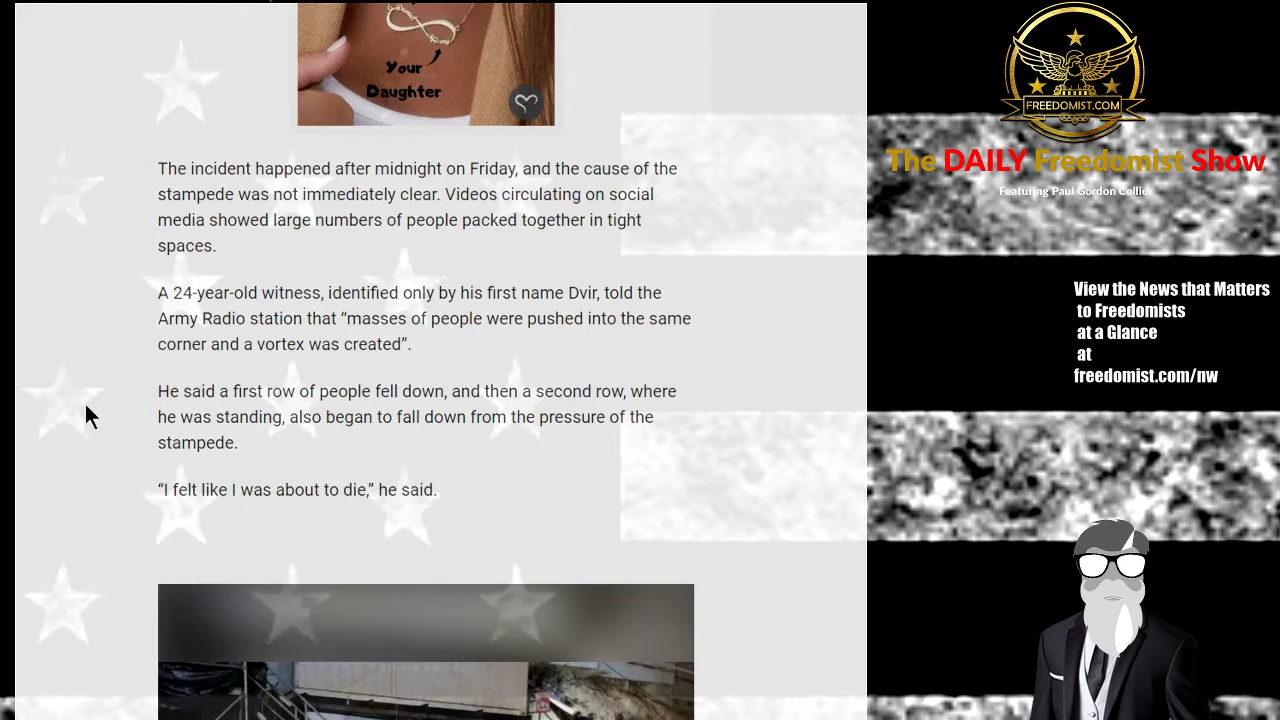 Your
Daughter
The incident happened after midnight on Friday, and the cause of the
stampede was not immediately clear. Videos circulating on social
media showed large numbers of people packed together in tight
spaces.
A 24-year-old witness, identified only by his first name Dvir, told the
Army Radio station that “masses of people were pushed into the same
corner and a vortex was created”.
He said a first row of people fell down, and then a second row, where
he was standing, also began to fall down from the pressure of the
stampede.
“I felt like I was about to die,” he said.
FREEDOMIST.COM
The DAILY Freedomist Show
Featuring Paul Gordon Collier
View the News that Matters
to Freedomists
at a Glance
at
freedomist.com/nw